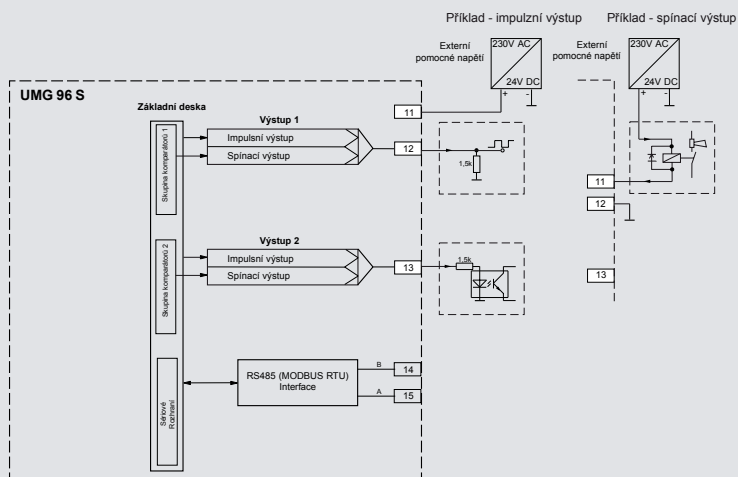 Příklad - impulzní výstup
Příklad - spínací výstup
Externí
pomocné napětí
230V AC
24V DC
+ -
Externí
pomocné napětí
230V AC
24V DC
+ -
UMG 96 S
Základní deska
Skupina komparátorů 1
Výstup 1
Impulsní výstup
Spínací výstup
11
12
1,5k
11
12
13
Skupina komparátorů 2
Výstup 2
Impulsní výstup
Spínací výstup
13
1,5k
Sériové
Rozhraní
RS485 (MODBUS RTU)
Interface
B
14
A
15